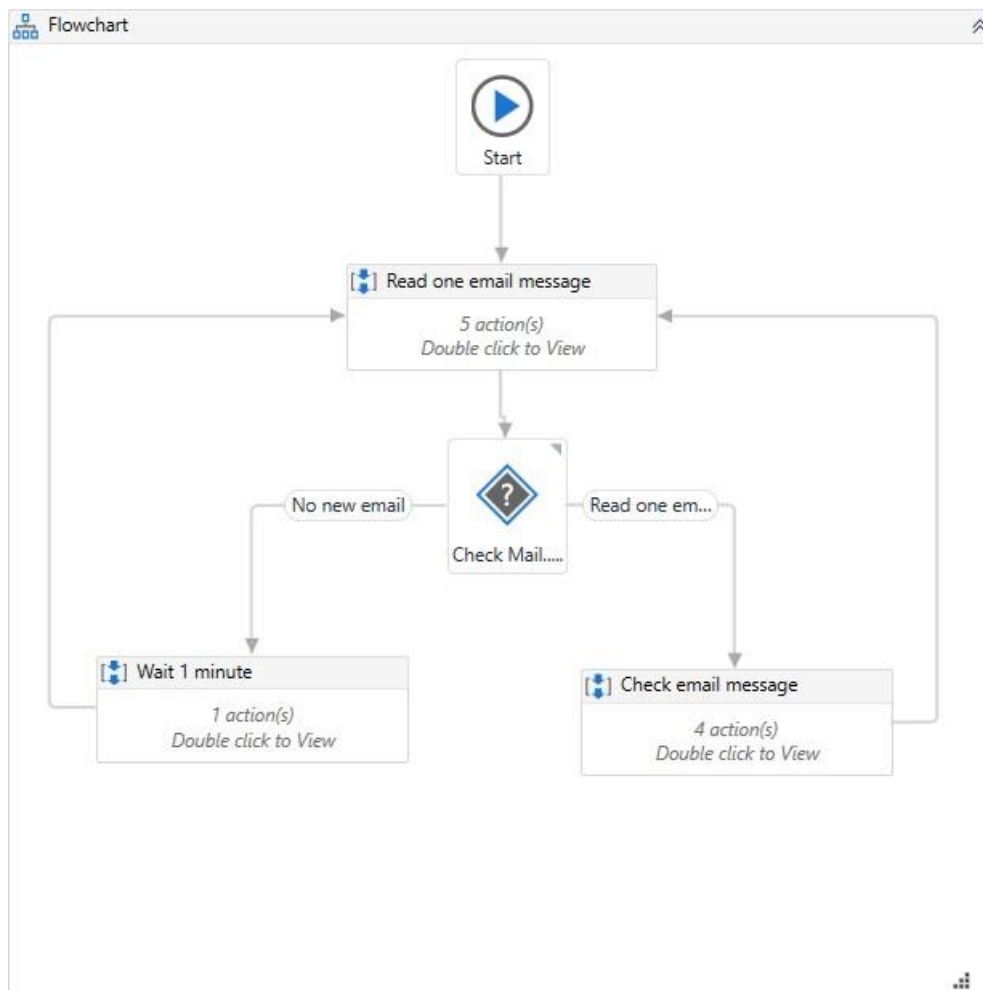 Flowchart
Start
Read one email message
5 action(s)
Double click to View
No new email
Read one em...
Check Mail.....
Wait 1 minute
1 action(s)
Double click to View
Check email message
4 action(s)
Double click to View